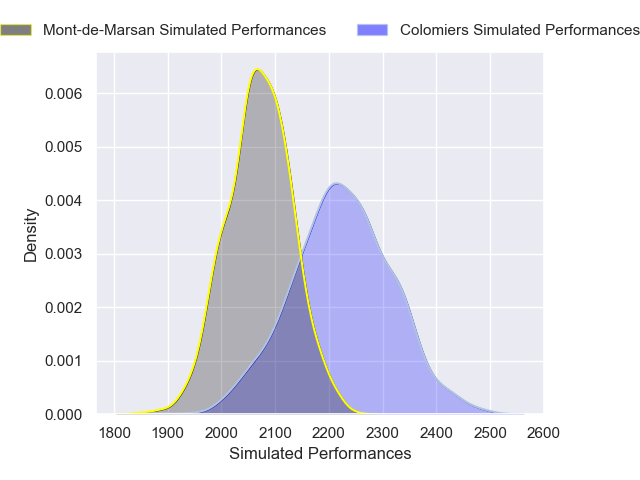 Mont-de-Marsan Simulated Performances Colomiers Simulated Performances
0.006
0.005
0.004
0.003
0.002
0.001
0.000
Density
1800 1900 2000 2100 2200 2300 2400 2500 2600
Simulated Performances